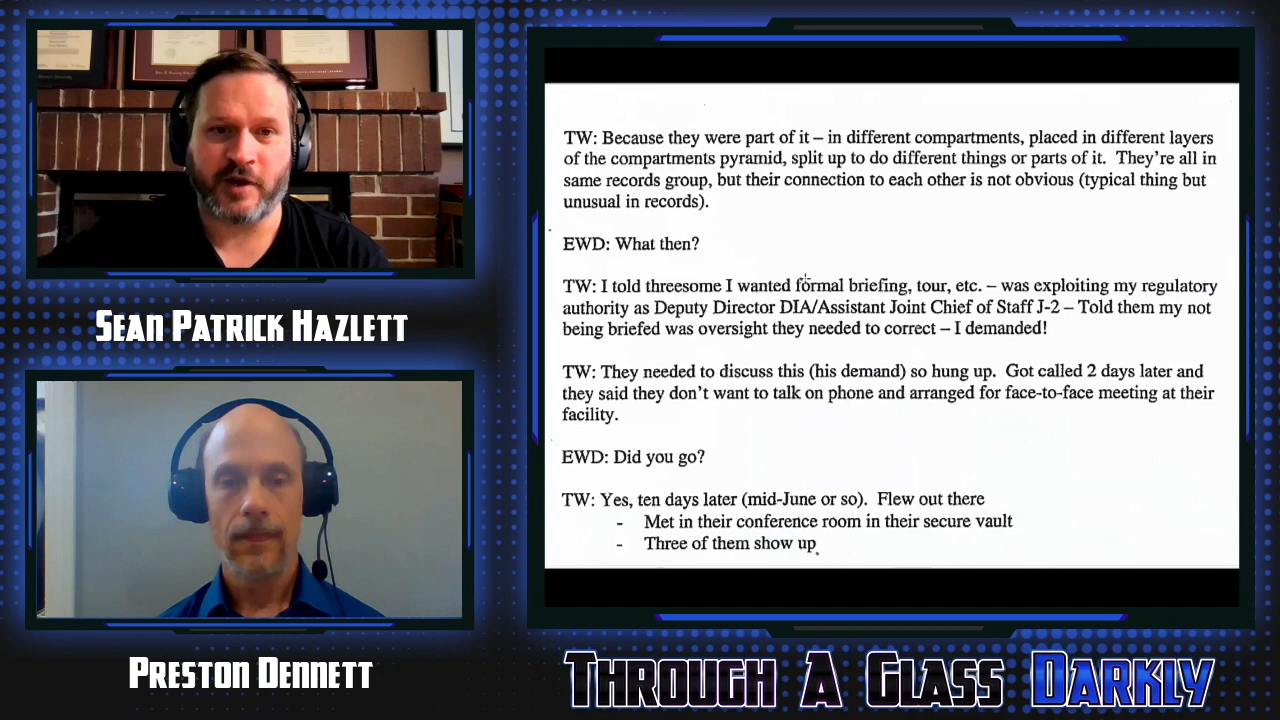 SEAN PATRICK HAZLETT
PRESTON DENNETT
TW: Because they were part of it – in different compartments, placed in different layers
of the compartments pyramid, split up to do different things or parts of it. They're all in
same records group, but their connection to each other is not obvious (typical thing but
unusual in records).
EWD: What then?
TW: I told threesome I wanted formal briefing, tour, etc. – was exploiting my regulatory
authority as Deputy Director DIA/Assistant Joint Chief of Staff J-2 – Told them my not
being briefed was oversight they needed to correct – I demanded!
TW: They needed to discuss this (his demand) so hung up. Got called 2 days later and
they said they don't want to talk on phone and arranged for face-to-face meeting at their
facility.
EWD: Did you go?
TW: Yes, ten days later (mid-June or so). Flew out there
- Met in their conference room in their secure vault
- Three of them show up
THROUGH A GLASS DARKLY